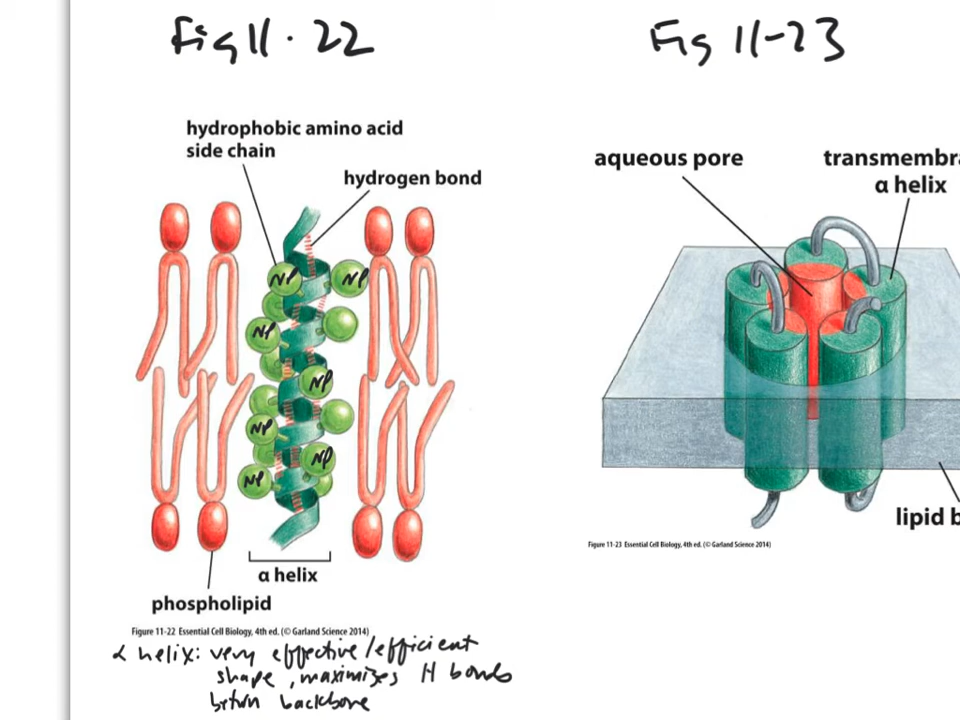 Fig 11.22
Fig 11-23
hydrophobic amino acid
side chain
hydrogen bond
NP
NP
NP
NP
NP
NP
NP
α helix
phospholipid
Figure 11-22 Essential Cell Biology, 4th ed. (© Garland Science 2014)
α helix: very effective/efficient
shape, maximizes H bonds
betwn backbone
aqueous pore
transmembra
α helix
lipid b
Figure 11-23 Essential Cell Biology, 4th ed. (© Garland Science 2014)